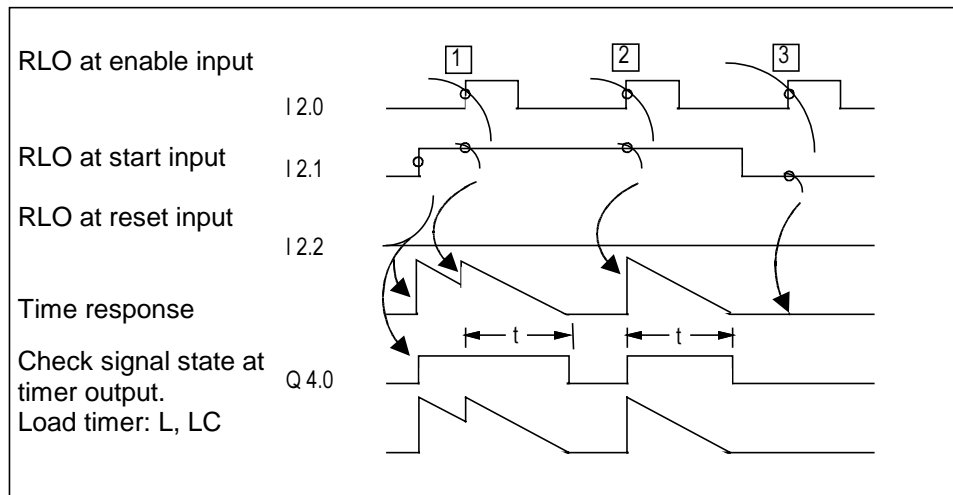 1 2 3
RLO at enable input
I 2.0
RLO at start input
I 2.1
RLO at reset input
I 2.2
Time response
t t
Check signal state at
timer output.
Q 4.0
Load timer: L, LC